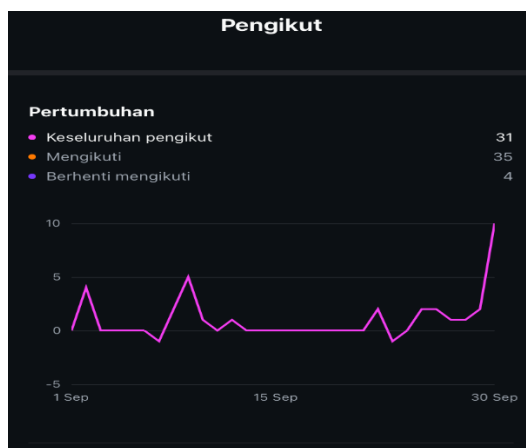 Pengikut
Pertumbuhan
Keseluruhan pengikut 31
Mengikuti 35
Berhenti mengikuti 4
10
5
0
-5
1 Sep 15 Sep 30 Sep